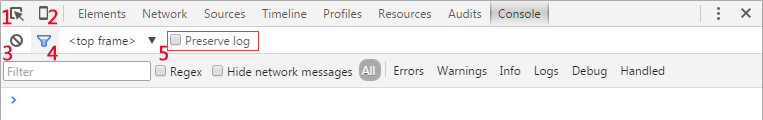 1 2 Elements Network Sources Timeline Profiles Resources Audits Console
3 4 <top frame> ▼ 5 Preserve log
Filter Regex Hide network messages All Errors Warnings Info Logs Debug Handled